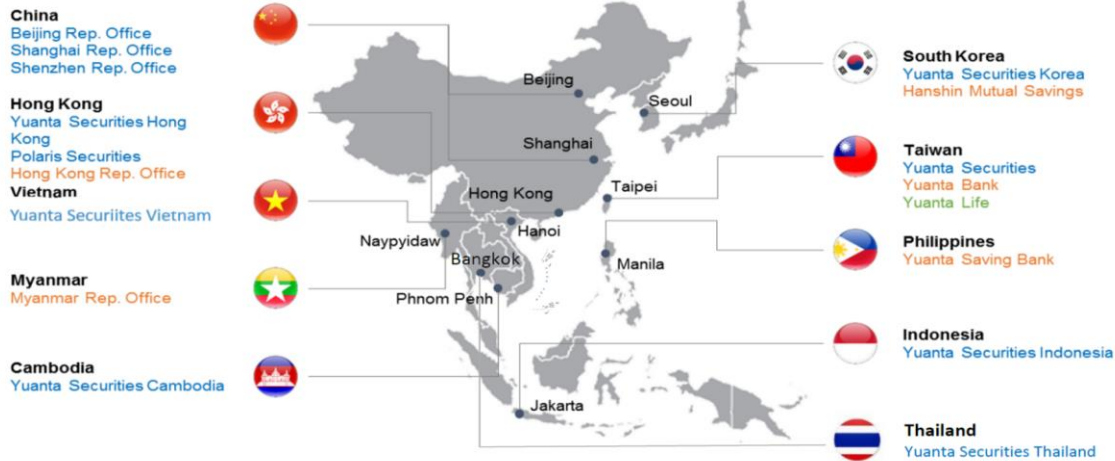 China
Beijing Rep. Office
Shanghai Rep. Office
Shenzhen Rep. Office
Hong Kong
Yuanta Securities Hong
Kong
Polaris Securities
Hong Kong Rep. Office
Vietnam
Yuanta Securiites Vietnam
Myanmar
Myanmar Rep. Office
Cambodia
Yuanta Securities Cambodia
Beijing
Seoul
Shanghai
Hong Kong
Taipei
Hanoi
Naypyidaw
Bangkok
Manila
Phnom Penh
Jakarta
South Korea
Yuanta Securities Korea
Hanshin Mutual Savings
Taiwan
Yuanta Securities
Yuanta Bank
Yuanta Life
Philippines
Yuanta Saving Bank
Indonesia
Yuanta Securities Indonesia
Thailand
Yuanta Securities Thailand